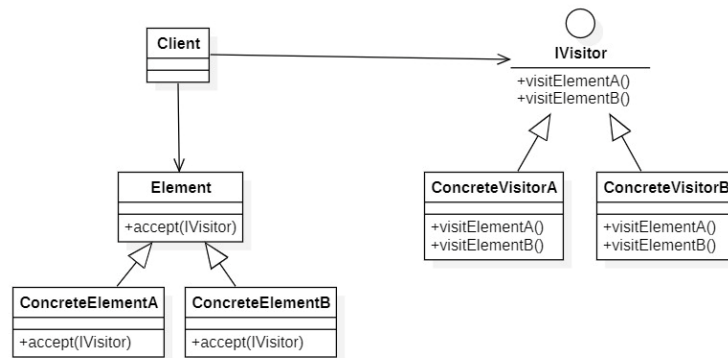 Client
IVisitor
+visitElementA()
+visitElementB()
Element
+accept(IVisitor)
ConcreteVisitorA
+visitElementA()
+visitElementB()
ConcreteVisitorB
+visitElementA()
+visitElementB()
ConcreteElementA
+accept(IVisitor)
ConcreteElementB
+accept(IVisitor)